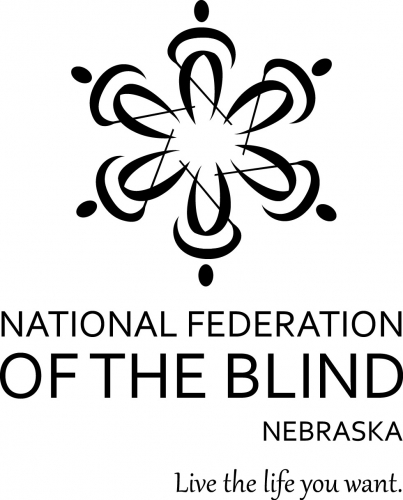 NATIONAL FEDERATION
OF THE BLIND
NEBRASKA
Live the life you want.